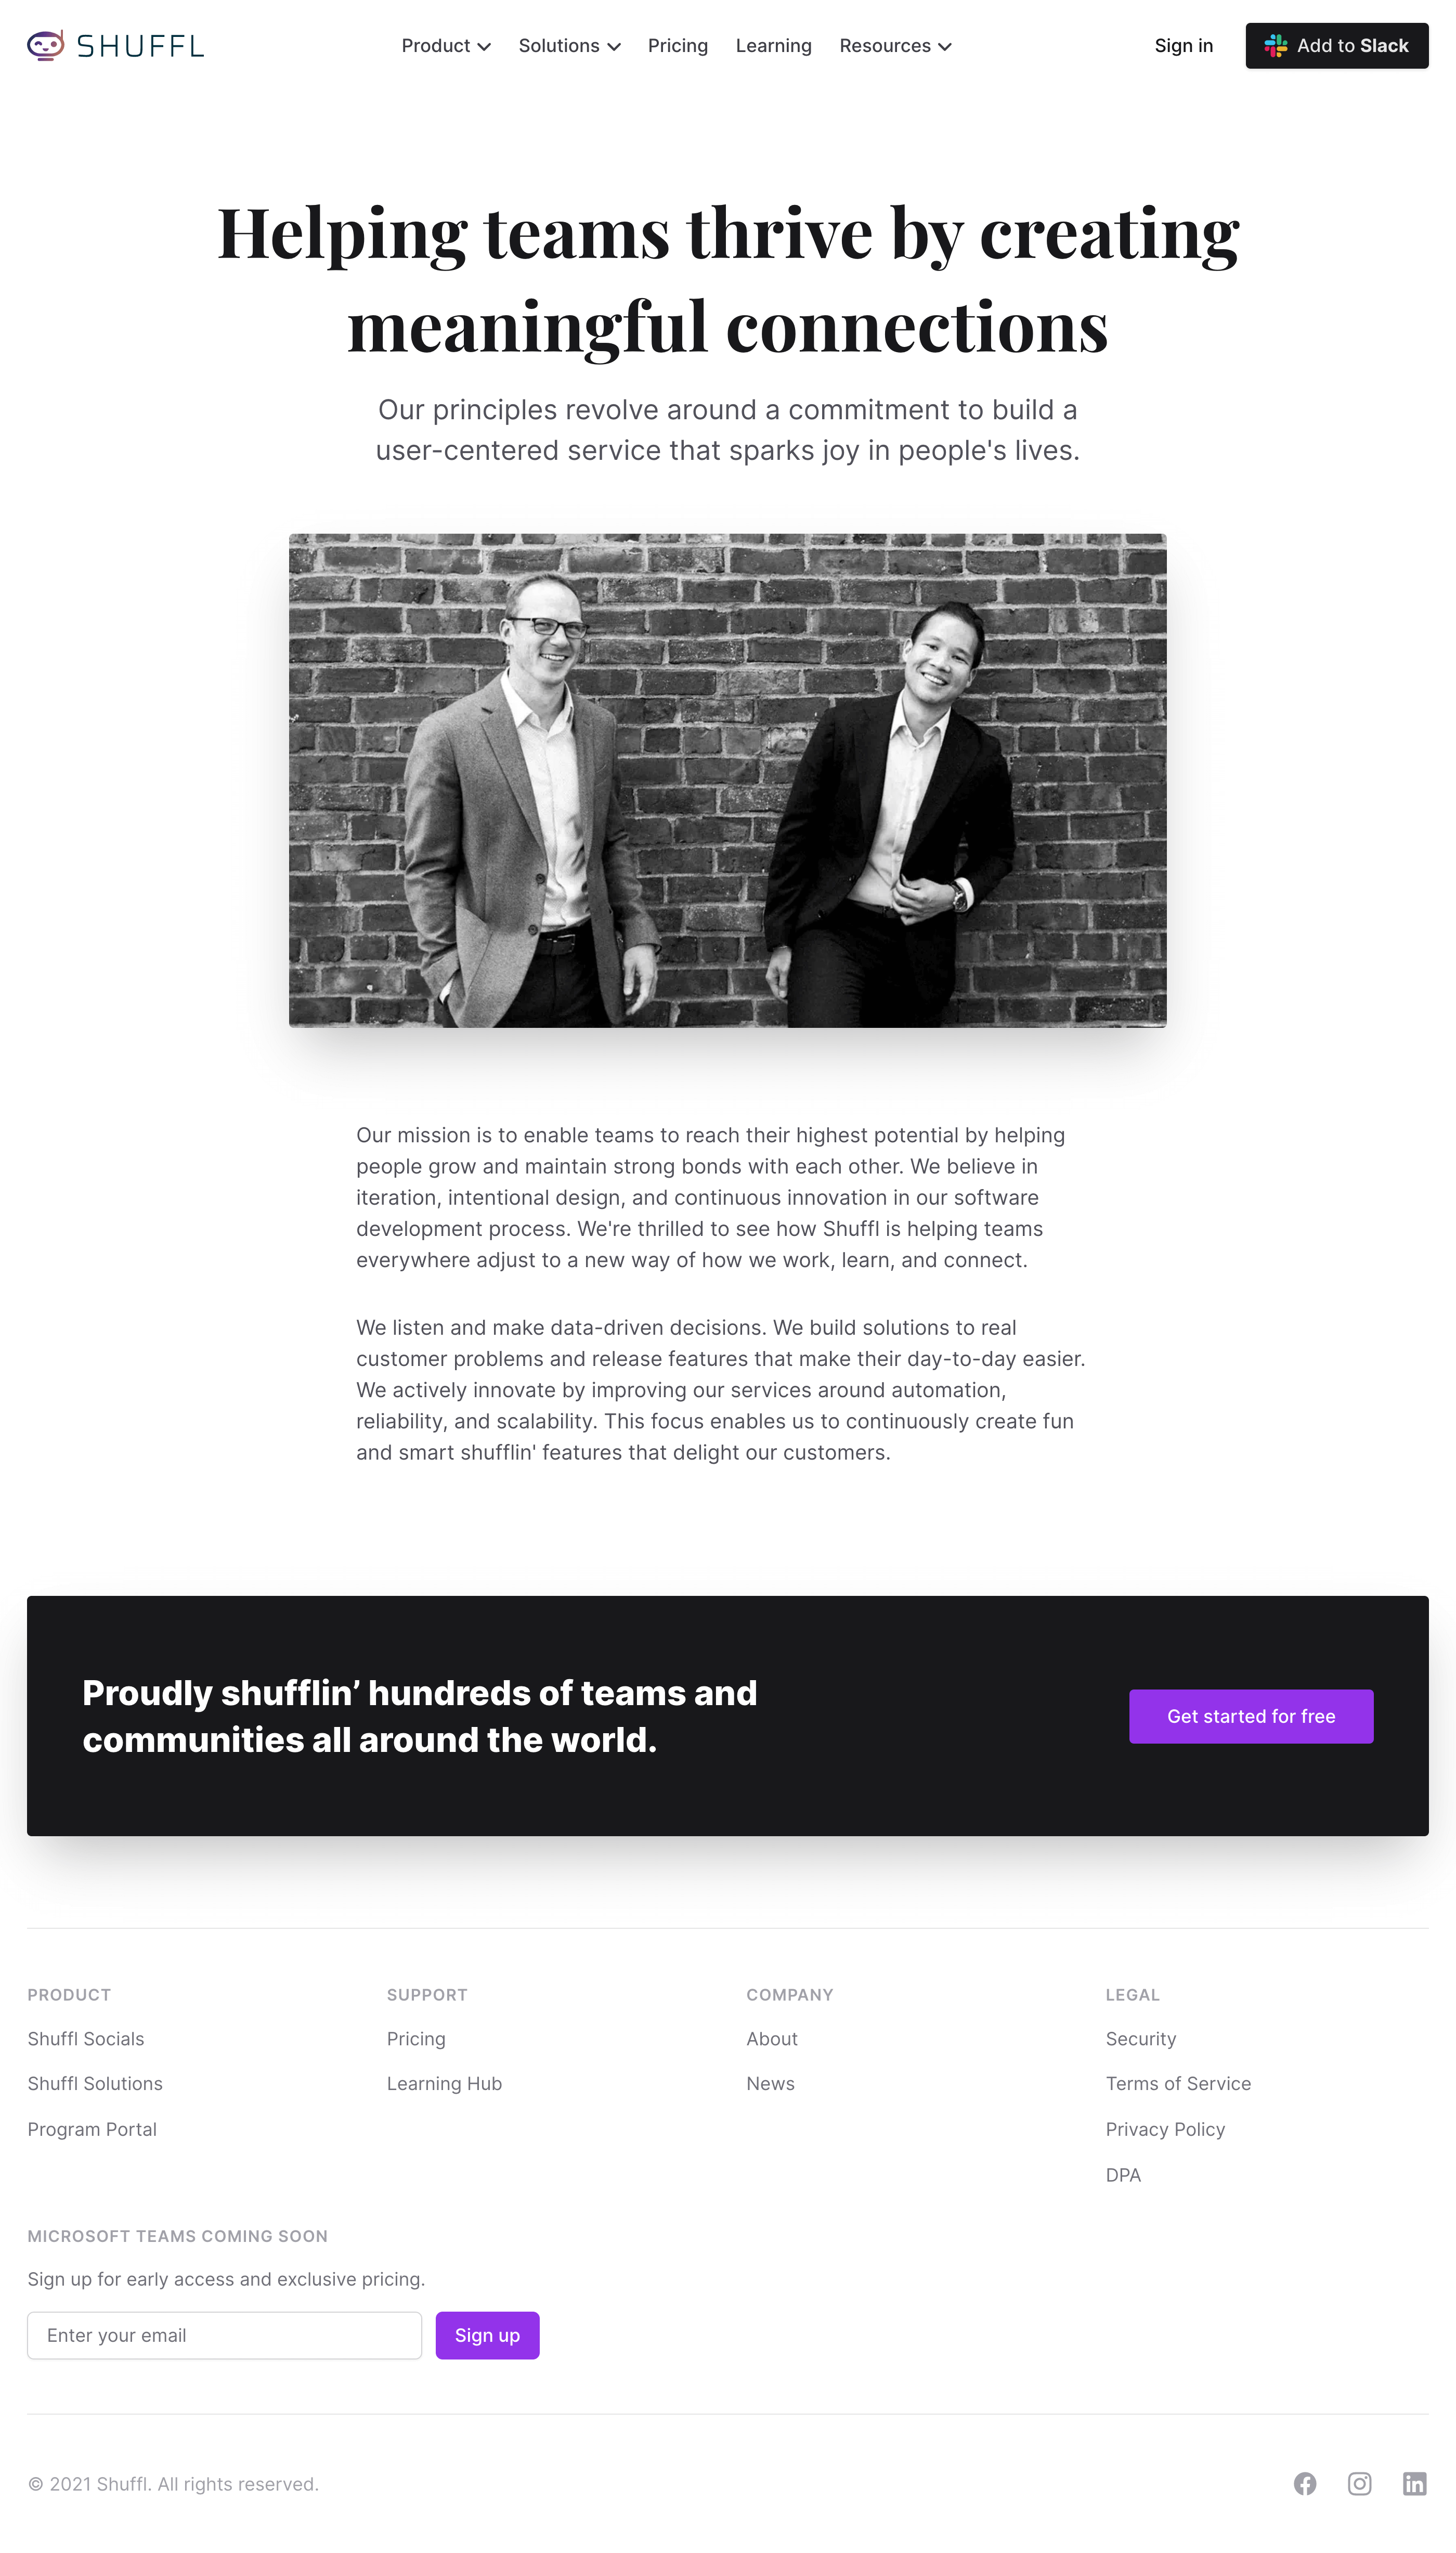 SHUFFL
Product
Solutions
Pricing
Learning
Resources
Sign in
Add to Slack
Helping teams thrive by creating
meaningful connections
Our principles revolve around a commitment to build a
user-centered service that sparks joy in people's lives.
Our mission is to enable teams to reach their highest potential by helping
people grow and maintain strong bonds with each other. We believe in
iteration, intentional design, and continuous innovation in our software
development process. We're thrilled to see how Shuffl is helping teams
everywhere adjust to a new way of how we work, learn, and connect.
We listen and make data-driven decisions. We build solutions to real
customer problems and release features that make their day-to-day easier.
We actively innovate by improving our services around automation,
reliability, and scalability. This focus enables us to continuously create fun
and smart shufflin' features that delight our customers.
Proudly shufflin’ hundreds of teams and
communities all around the world.
Get started for free
PRODUCT
Shuffl Socials
Shuffl Solutions
Program Portal
SUPPORT
Pricing
Learning Hub
COMPANY
About
News
LEGAL
Security
Terms of Service
Privacy Policy
DPA
MICROSOFT TEAMS COMING SOON
Sign up for early access and exclusive pricing.
Enter your email
Sign up
© 2021 Shuffl. All rights reserved.